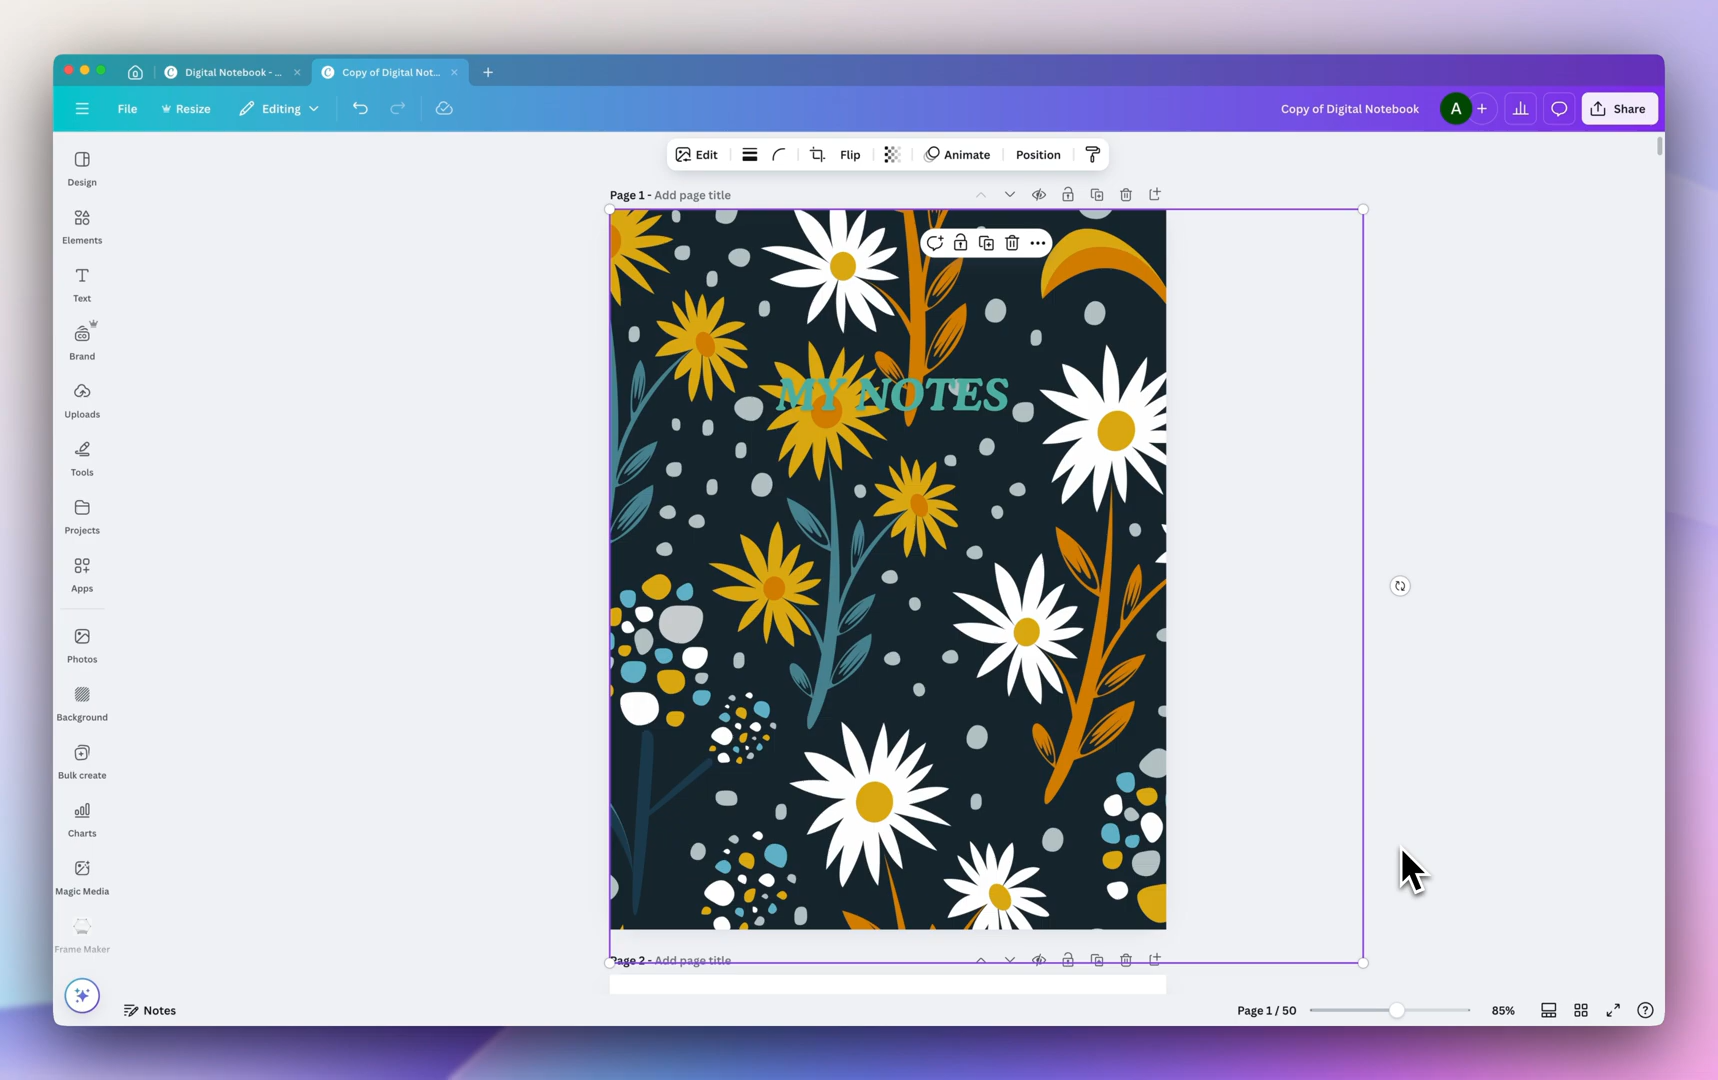 Digital Notebook - ...
Copy of Digital Not...
File
Resize
Editing
Copy of Digital Notebook
A
Share
Edit
Flip
Animate
Position
Page 1 - Add page title
Design
Elements
Text
Brand
Uploads
Tools
Projects
Apps
Photos
Background
Bulk create
Charts
Magic Media
Frame Maker
MY NOTES
Page 2 - Add page title
Notes
Page 1 / 50
85%